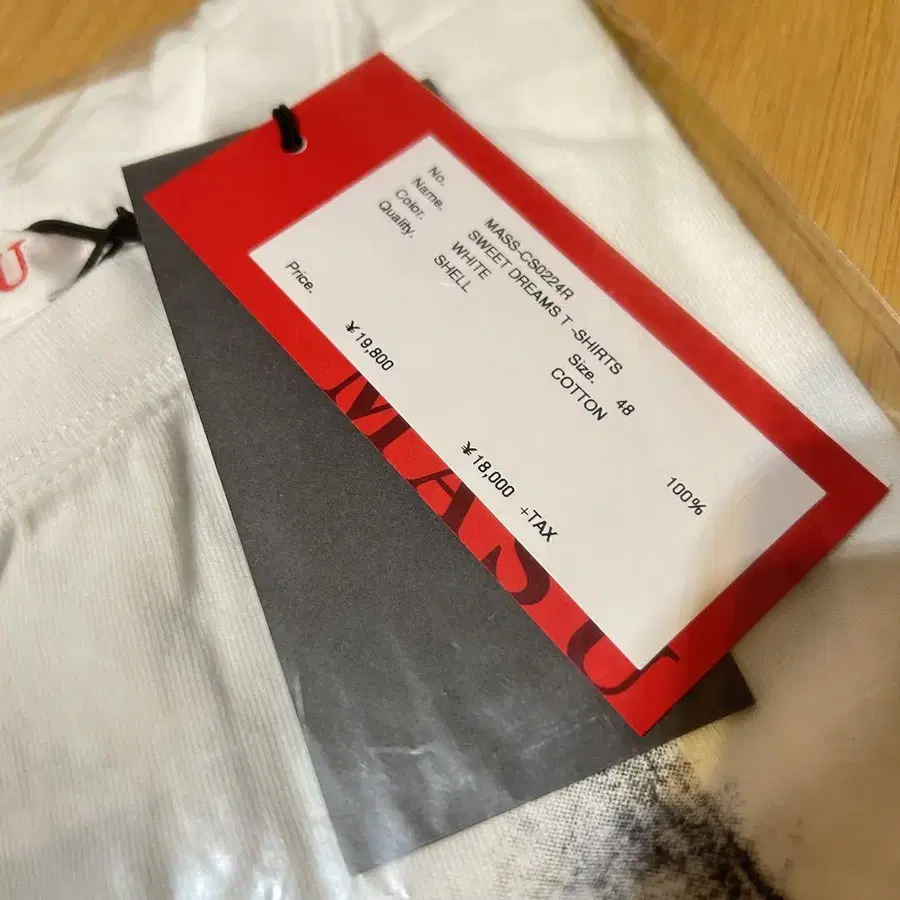 No. MASS-CS0224R
Name. SWEET DREAMS T -SHIRTS
Color. WHITE Size. 48
Quality. SHELL COTTON 100%
Price. ¥19,800 ¥18,000 +TAX
MASU
U